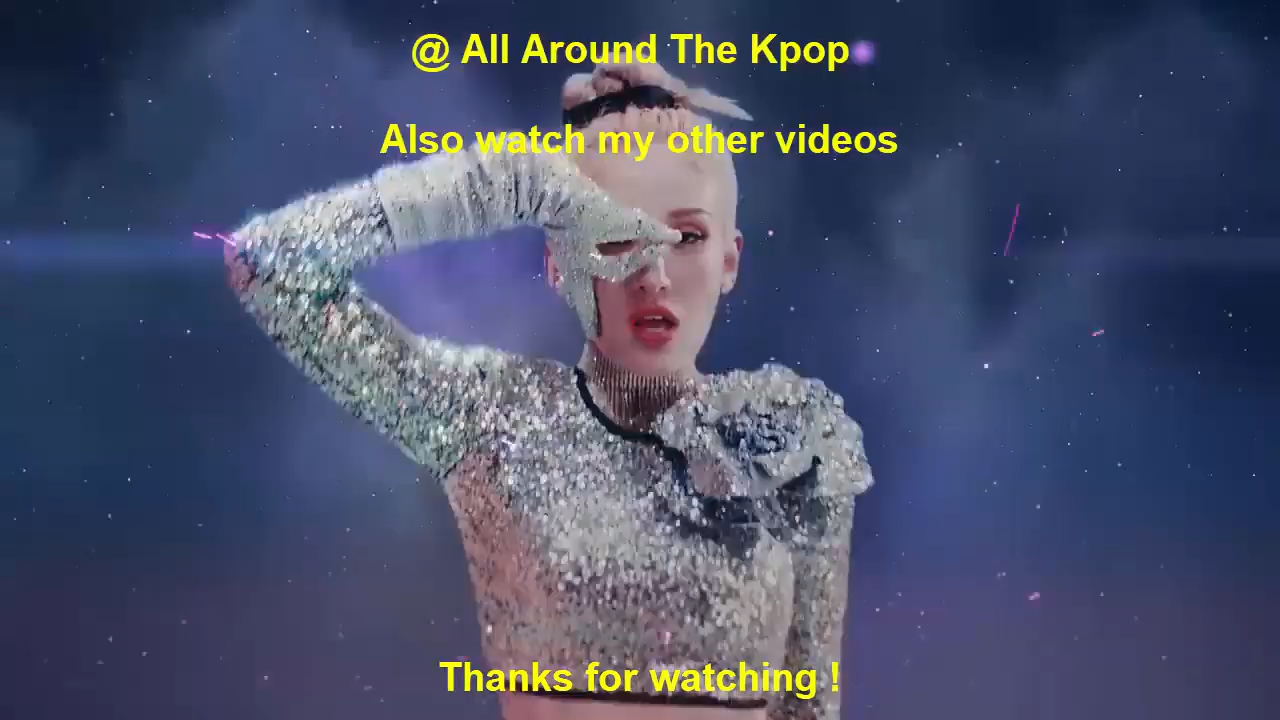 @ All Around The Kpop
Also watch my other videos
Thanks for watching !